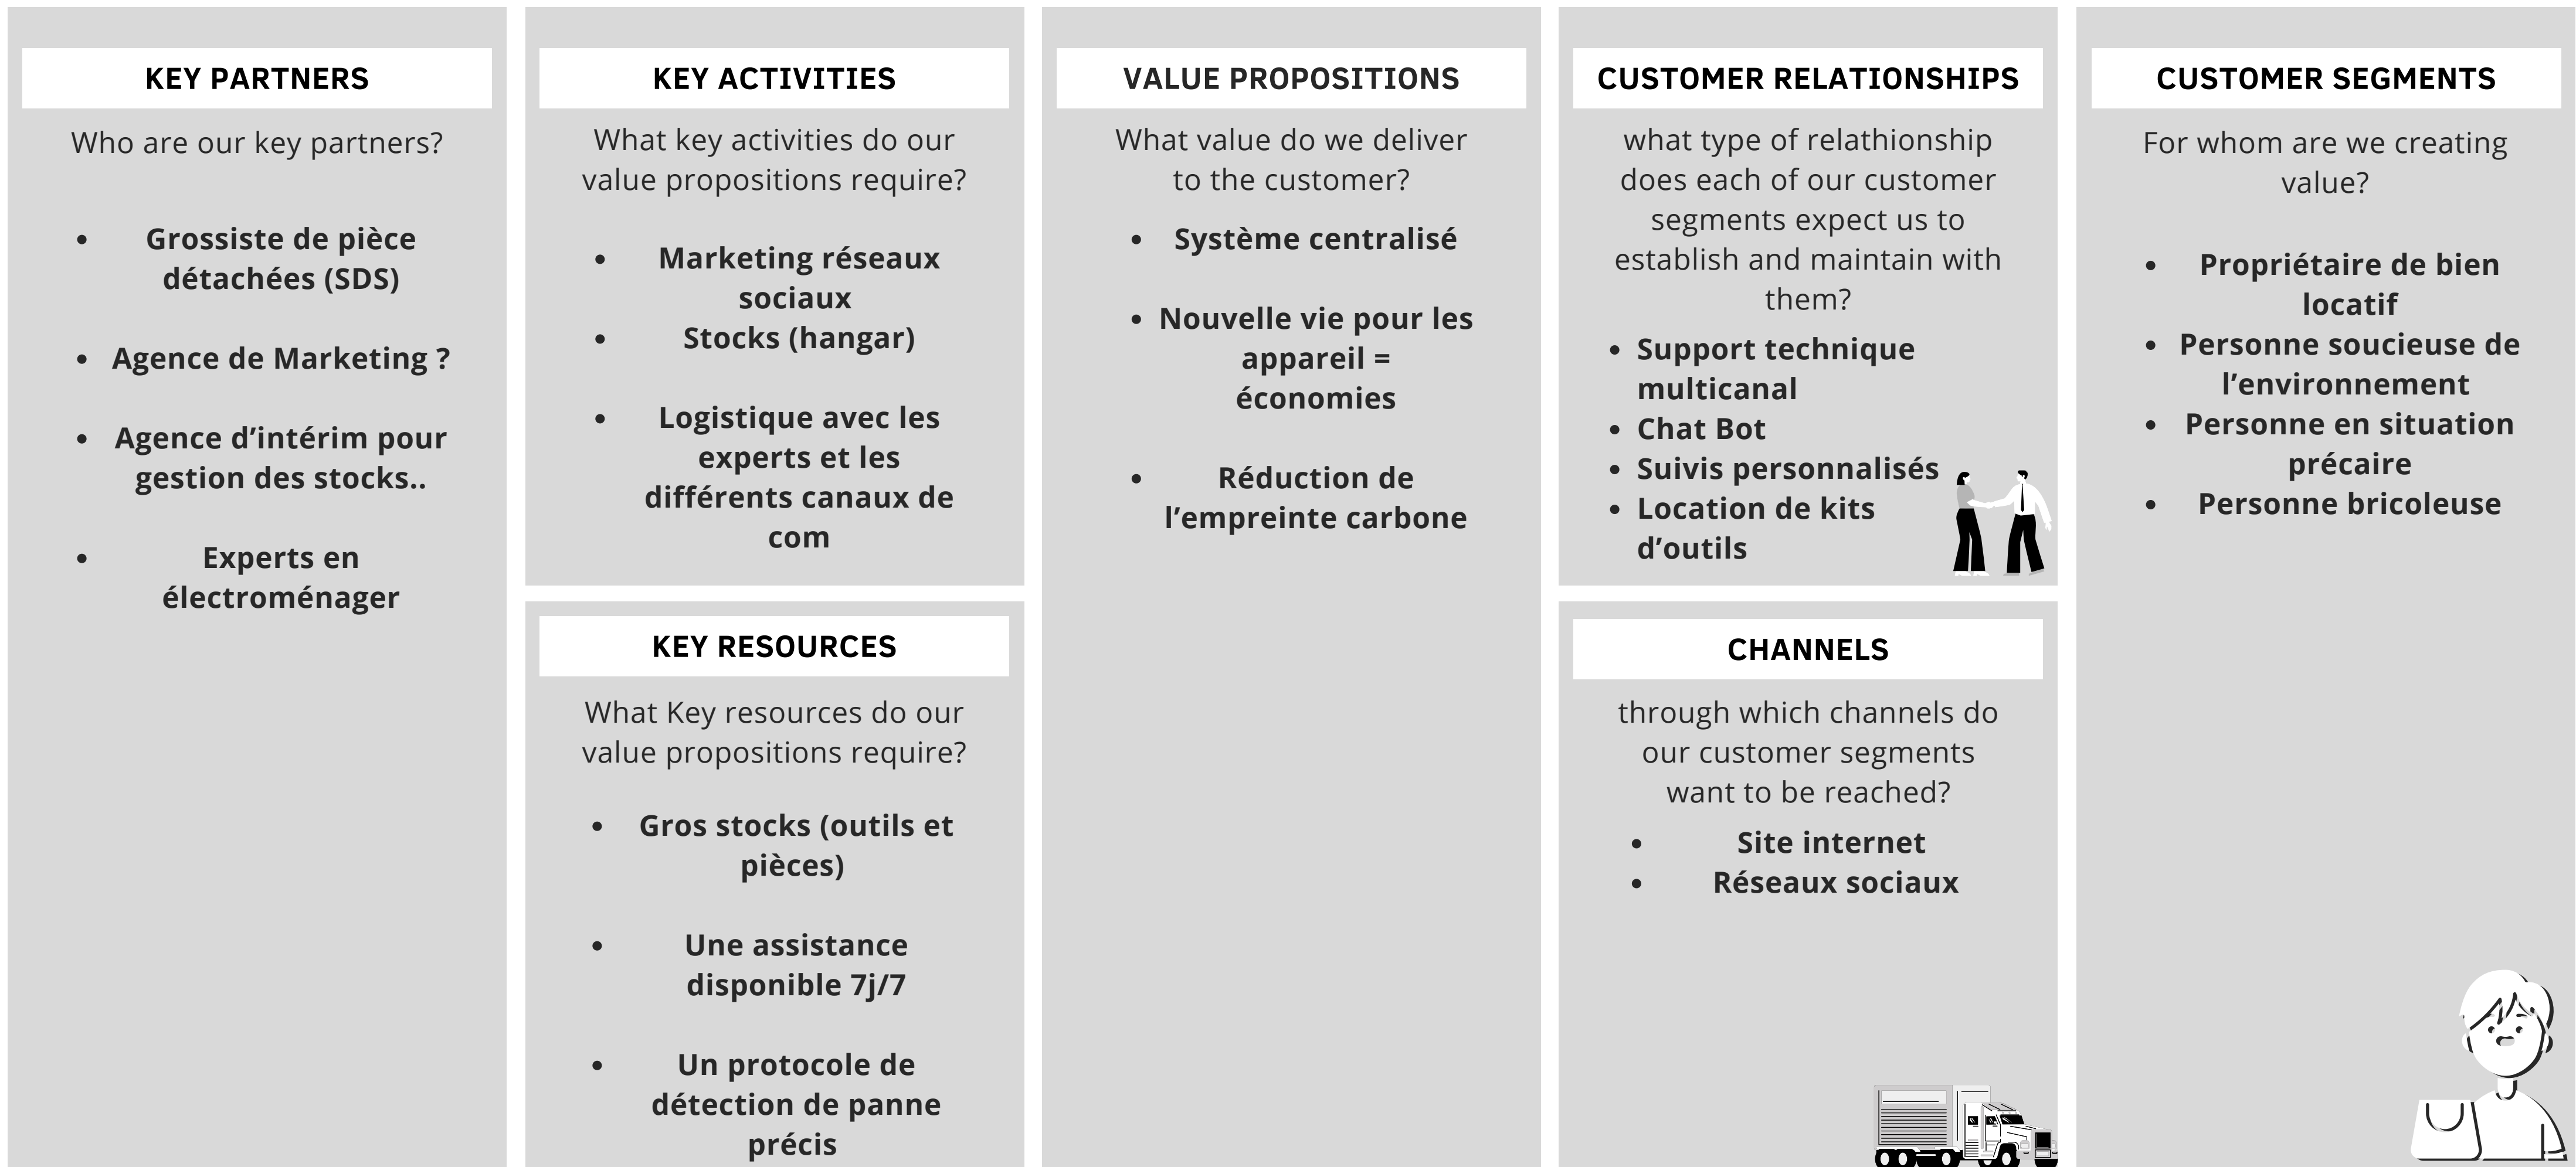 KEY PARTNERS
Who are our key partners?
• Grossiste de pièce
détachées (SDS)
• Agence de Marketing ?
• Agence d’intérim pour
gestion des stocks..
• Experts en
électroménager
KEY ACTIVITIES
What key activities do our
value propositions require?
• Marketing réseaux
sociaux
• Stocks (hangar)
• Logistique avec les
experts et les
différents canaux de
com
KEY RESOURCES
What Key resources do our
value propositions require?
• Gros stocks (outils et
pièces)
• Une assistance
disponible 7j/7
• Un protocole de
détection de panne
précis
VALUE PROPOSITIONS
What value do we deliver
to the customer?
• Système centralisé
• Nouvelle vie pour les
appareil =
économies
• Réduction de
l’empreinte carbone
CUSTOMER RELATIONSHIPS
what type of relathionship
does each of our customer
segments expect us to
establish and maintain with
them?
• Support technique
multicanal
• Chat Bot
• Suivis personnalisés
• Location de kits
d’outils
CHANNELS
through which channels do
our customer segments
want to be reached?
• Site internet
• Réseaux sociaux
CUSTOMER SEGMENTS
For whom are we creating
value?
• Propriétaire de bien
locatif
• Personne soucieuse de
l’environnement
• Personne en situation
précaire
• Personne bricoleuse